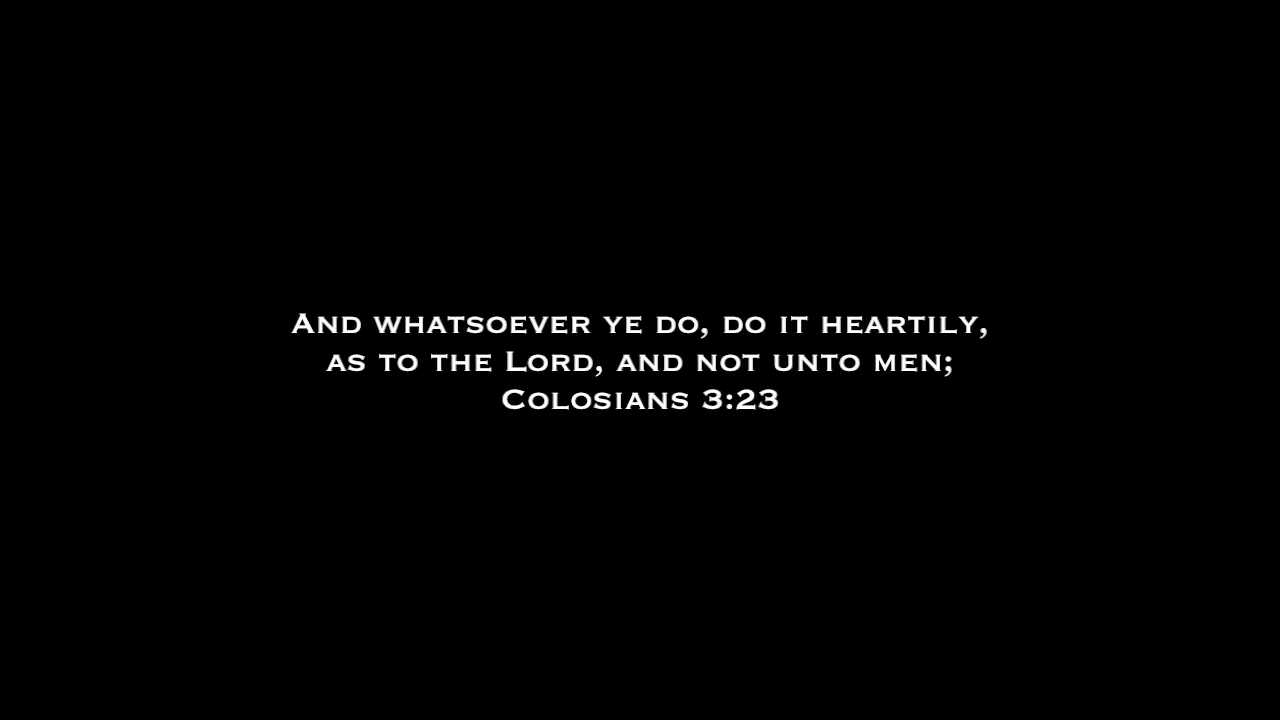 And whatsoever ye do, do it heartily,
as to the Lord, and not unto men;
Colosians 3:23